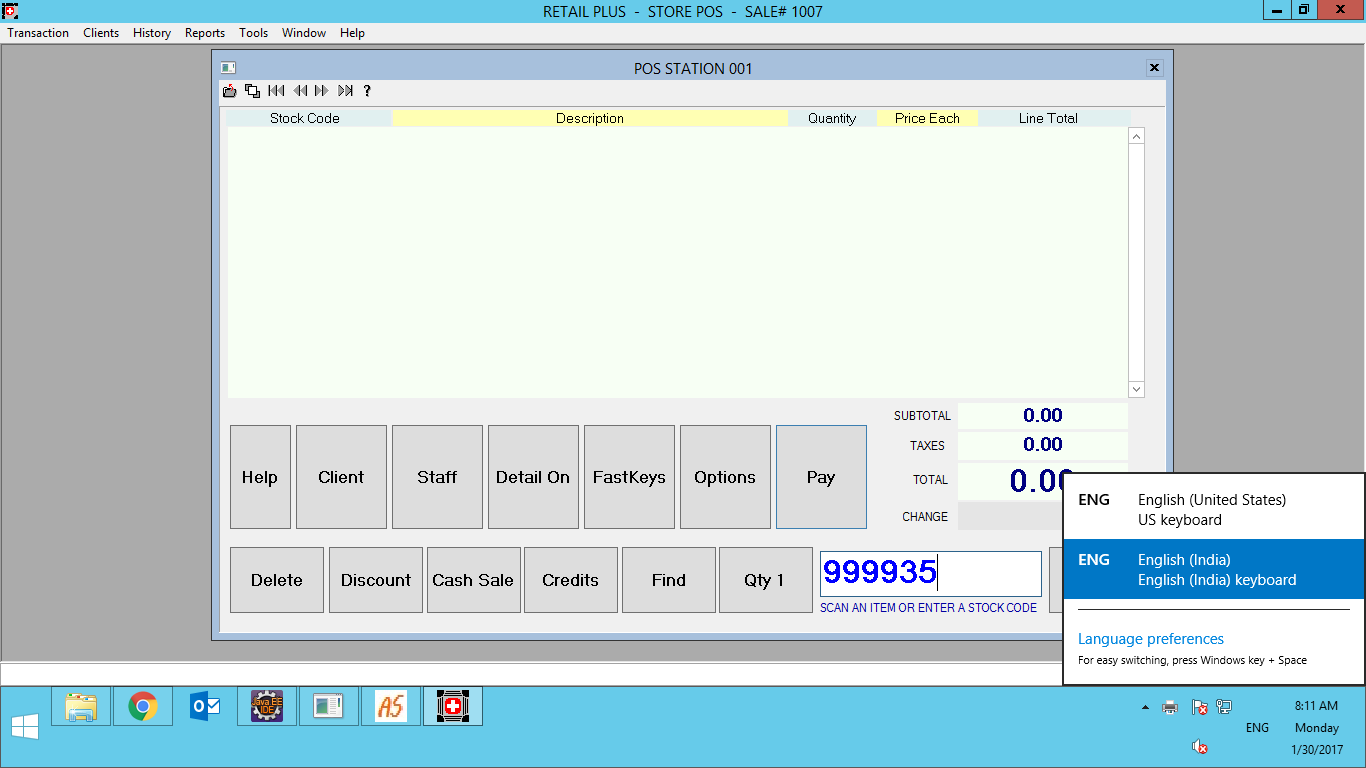 RETAIL PLUS - STORE POS - SALE# 1007
Transaction Clients History Reports Tools Window Help
POS STATION 001
?
Stock Code Description Quantity Price Each Line Total
SUBTOTAL 0.00
TAXES 0.00
TOTAL 0.00
CHANGE
Help Client Staff Detail On FastKeys Options Pay
Delete Discount Cash Sale Credits Find Qty 1
999935
SCAN AN ITEM OR ENTER A STOCK CODE
ENG English (United States)
US keyboard
ENG English (India)
English (India) keyboard
Language preferences
For easy switching, press Windows key + Space
Java EE
IDE
AS
ENG
8:11 AM
Monday
1/30/2017